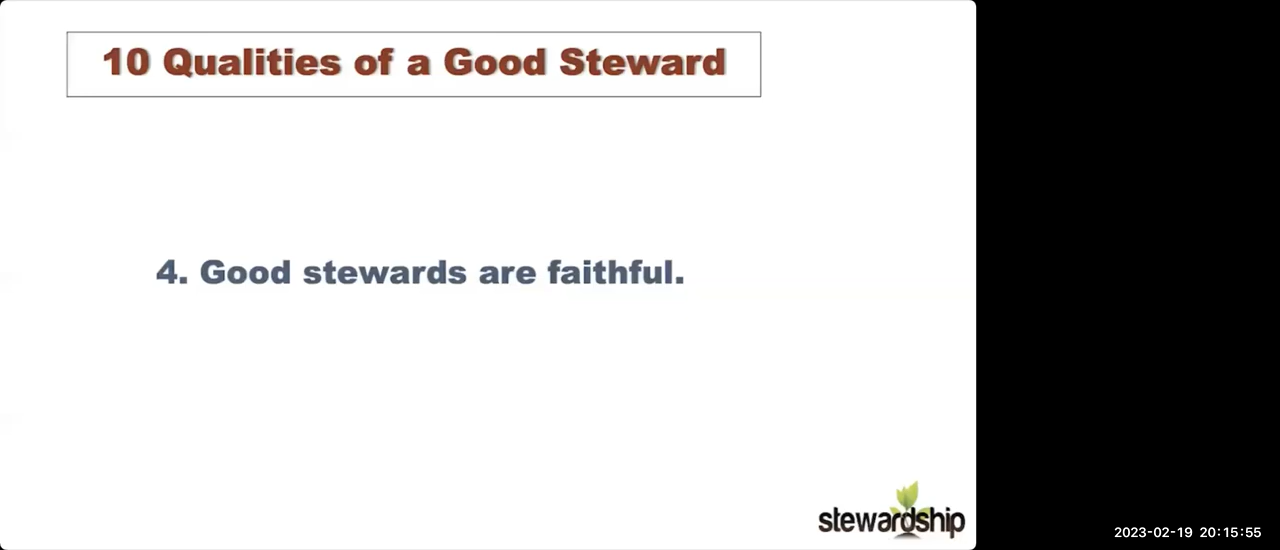 10 Qualities of a Good Steward
4. Good stewards are faithful.
stewardship
2023-02-19 20:15:55